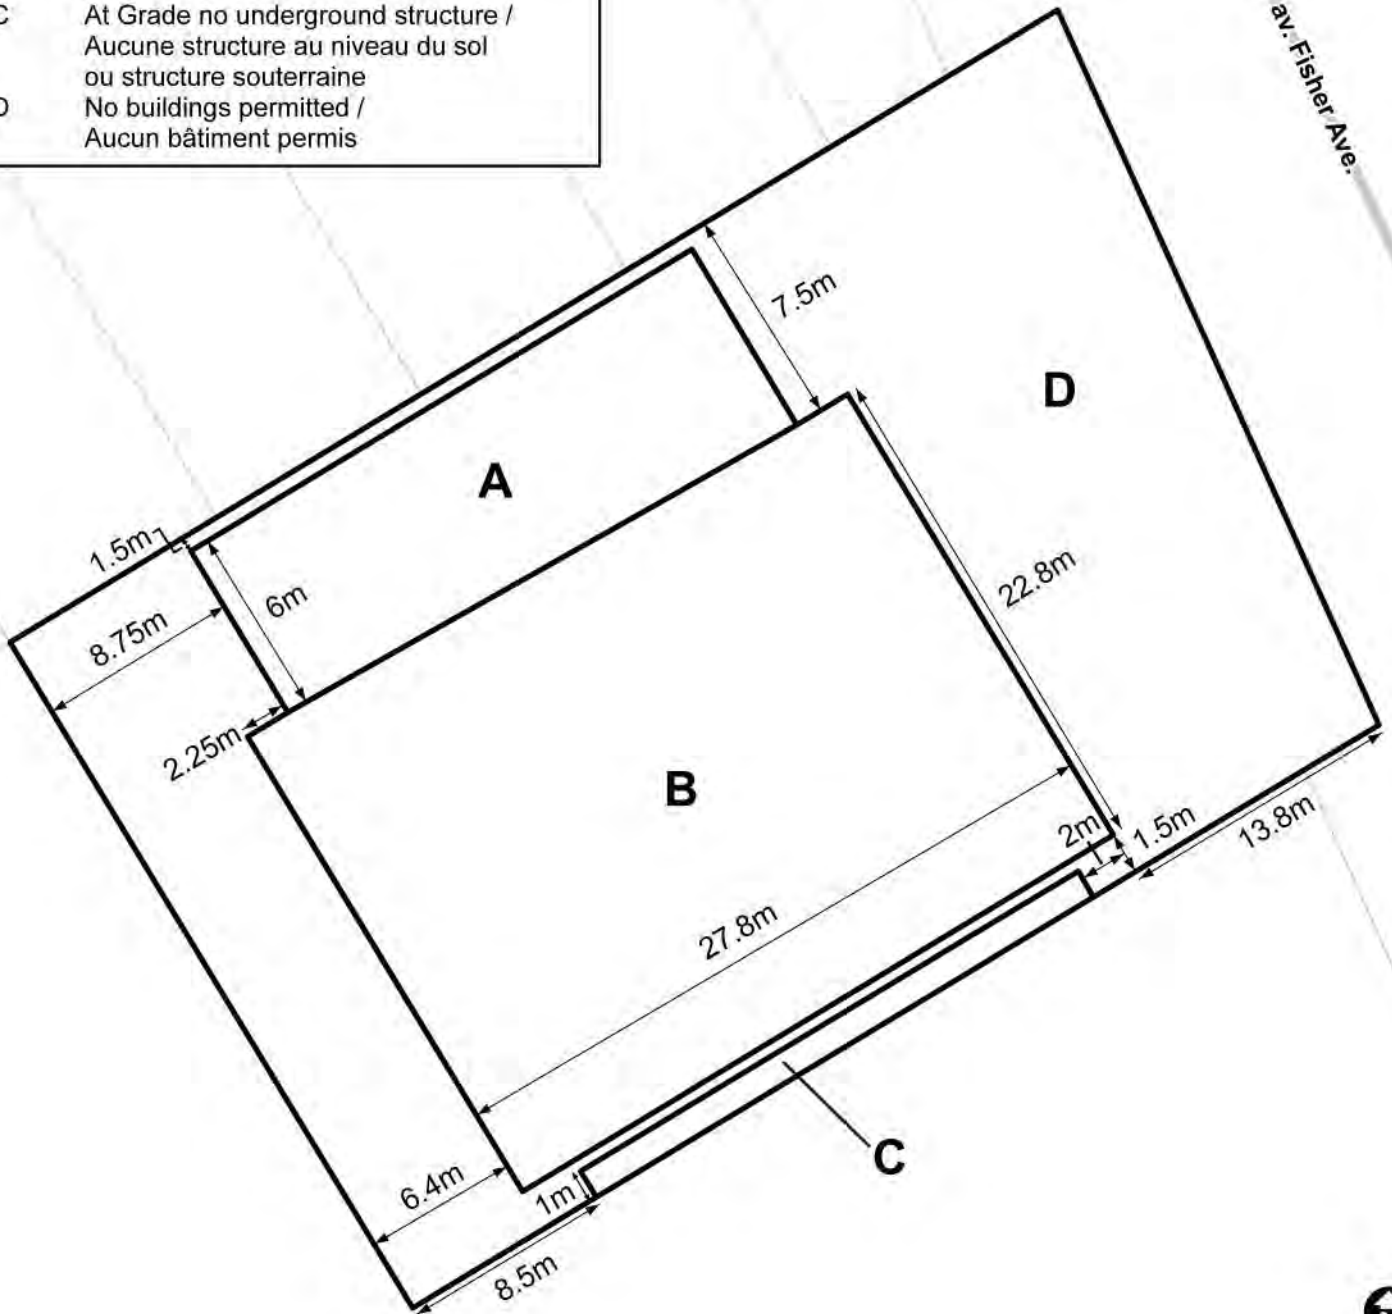 C At Grade no underground structure /
Aucune structure au niveau du sol
ou structure souterraine
D No buildings permitted /
Aucun bâtiment permis
av. Fisher Ave.
7.5m
D
A
1.5m
6m
8.75m
22.8m
2.25m
B
2m
1.5m
13.8m
27.8m
C
6.4m
1m
8.5m